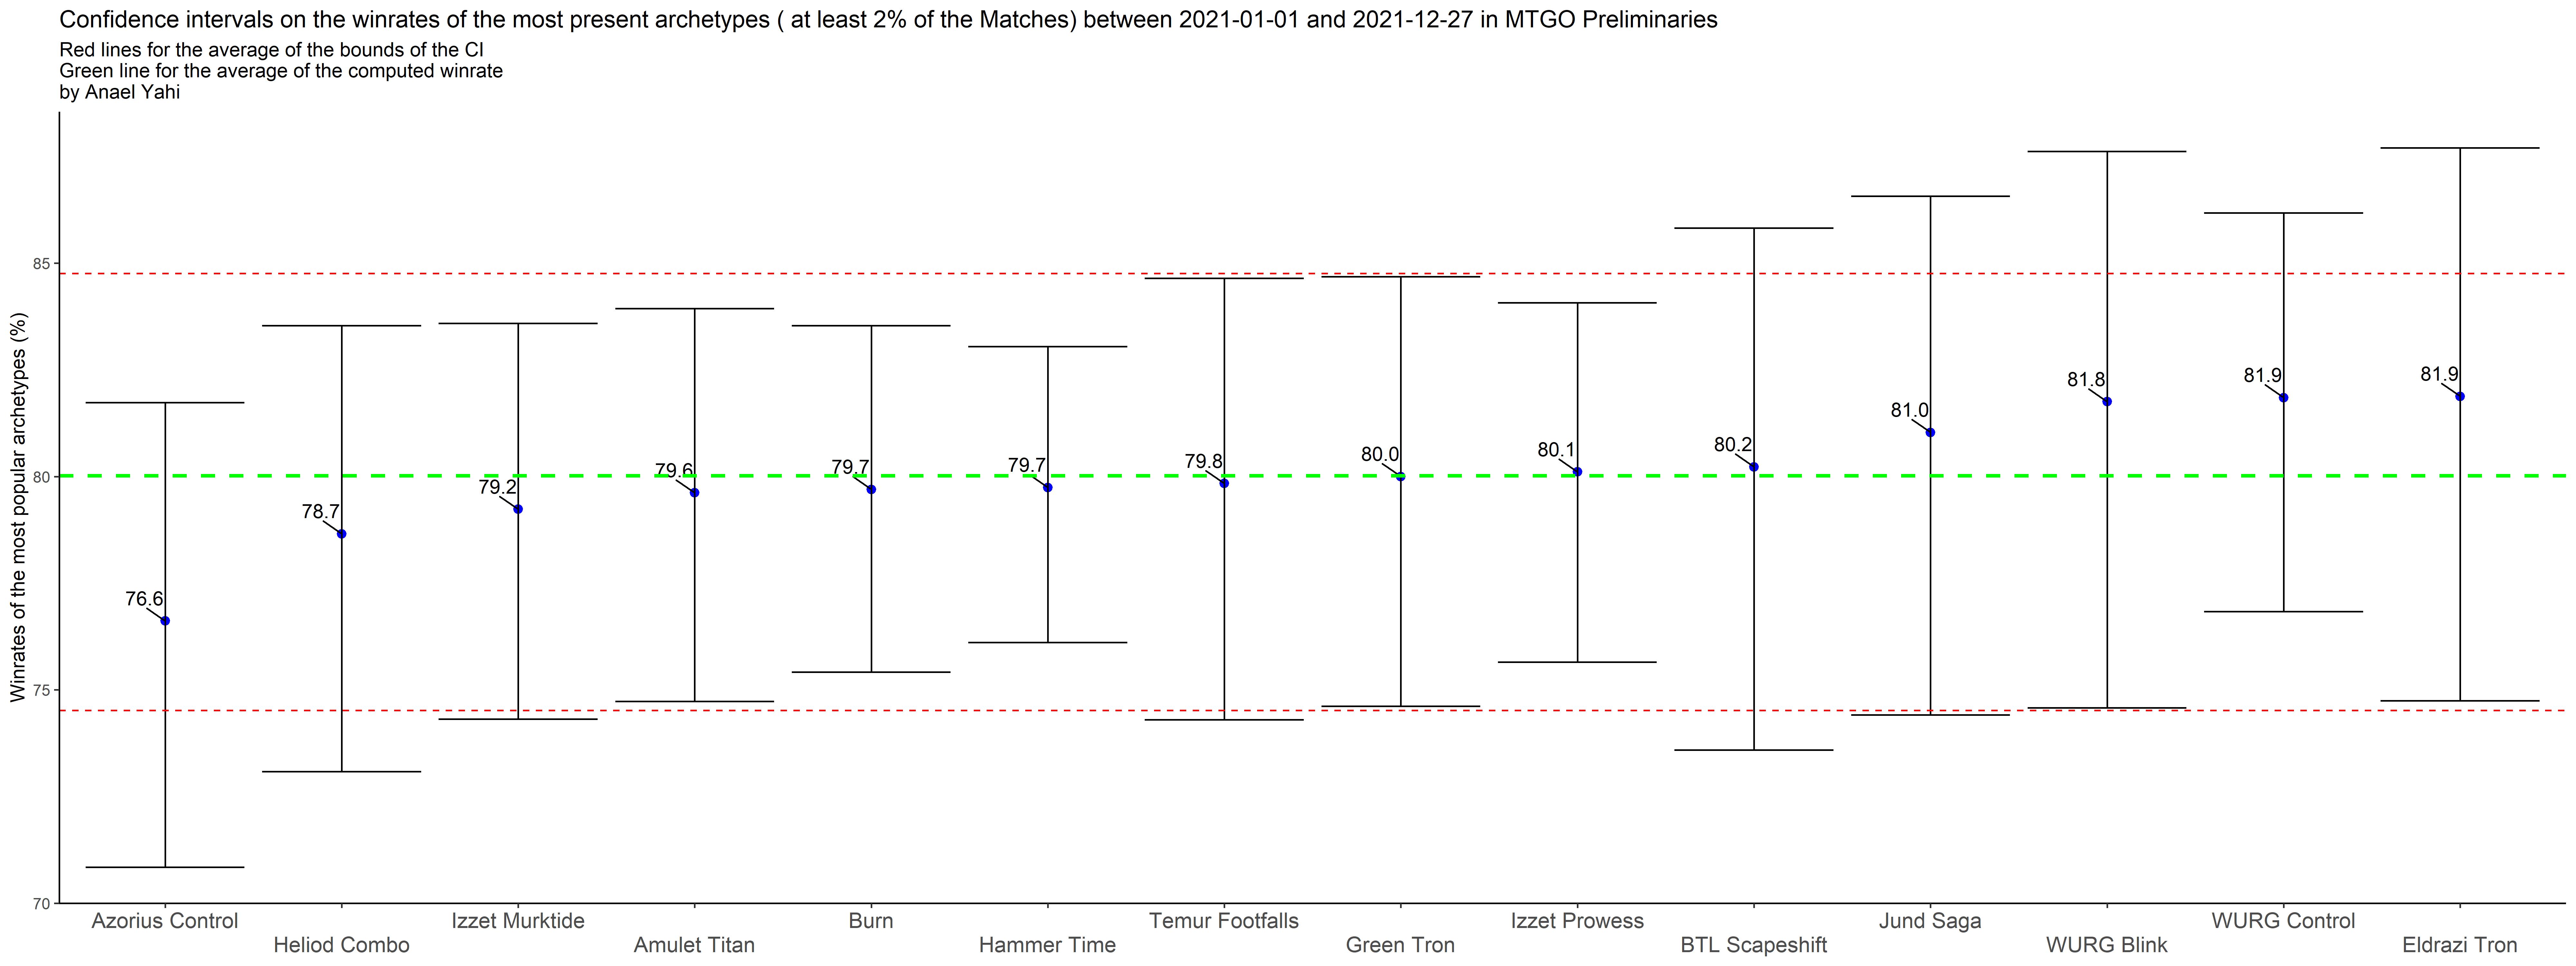 Confidence intervals on the winrates of the most present archetypes ( at least 2% of the Matches) between 2021-01-01 and 2021-12-27 in MTGO Preliminaries
Red lines for the average of the bounds of the CI
Green line for the average of the computed winrate
by Anael Yahi
Winrates of the most popular archetypes (%)
85
80
75
70
76.6
78.7
79.2
79.6
79.7
79.7
79.8
80.0
80.1
80.2
81.0
81.8
81.9
81.9
Azorius Control
Heliod Combo
Izzet Murktide
Amulet Titan
Burn
Hammer Time
Temur Footfalls
Green Tron
Izzet Prowess
BTL Scapeshift
Jund Saga
WURG Blink
WURG Control
Eldrazi Tron